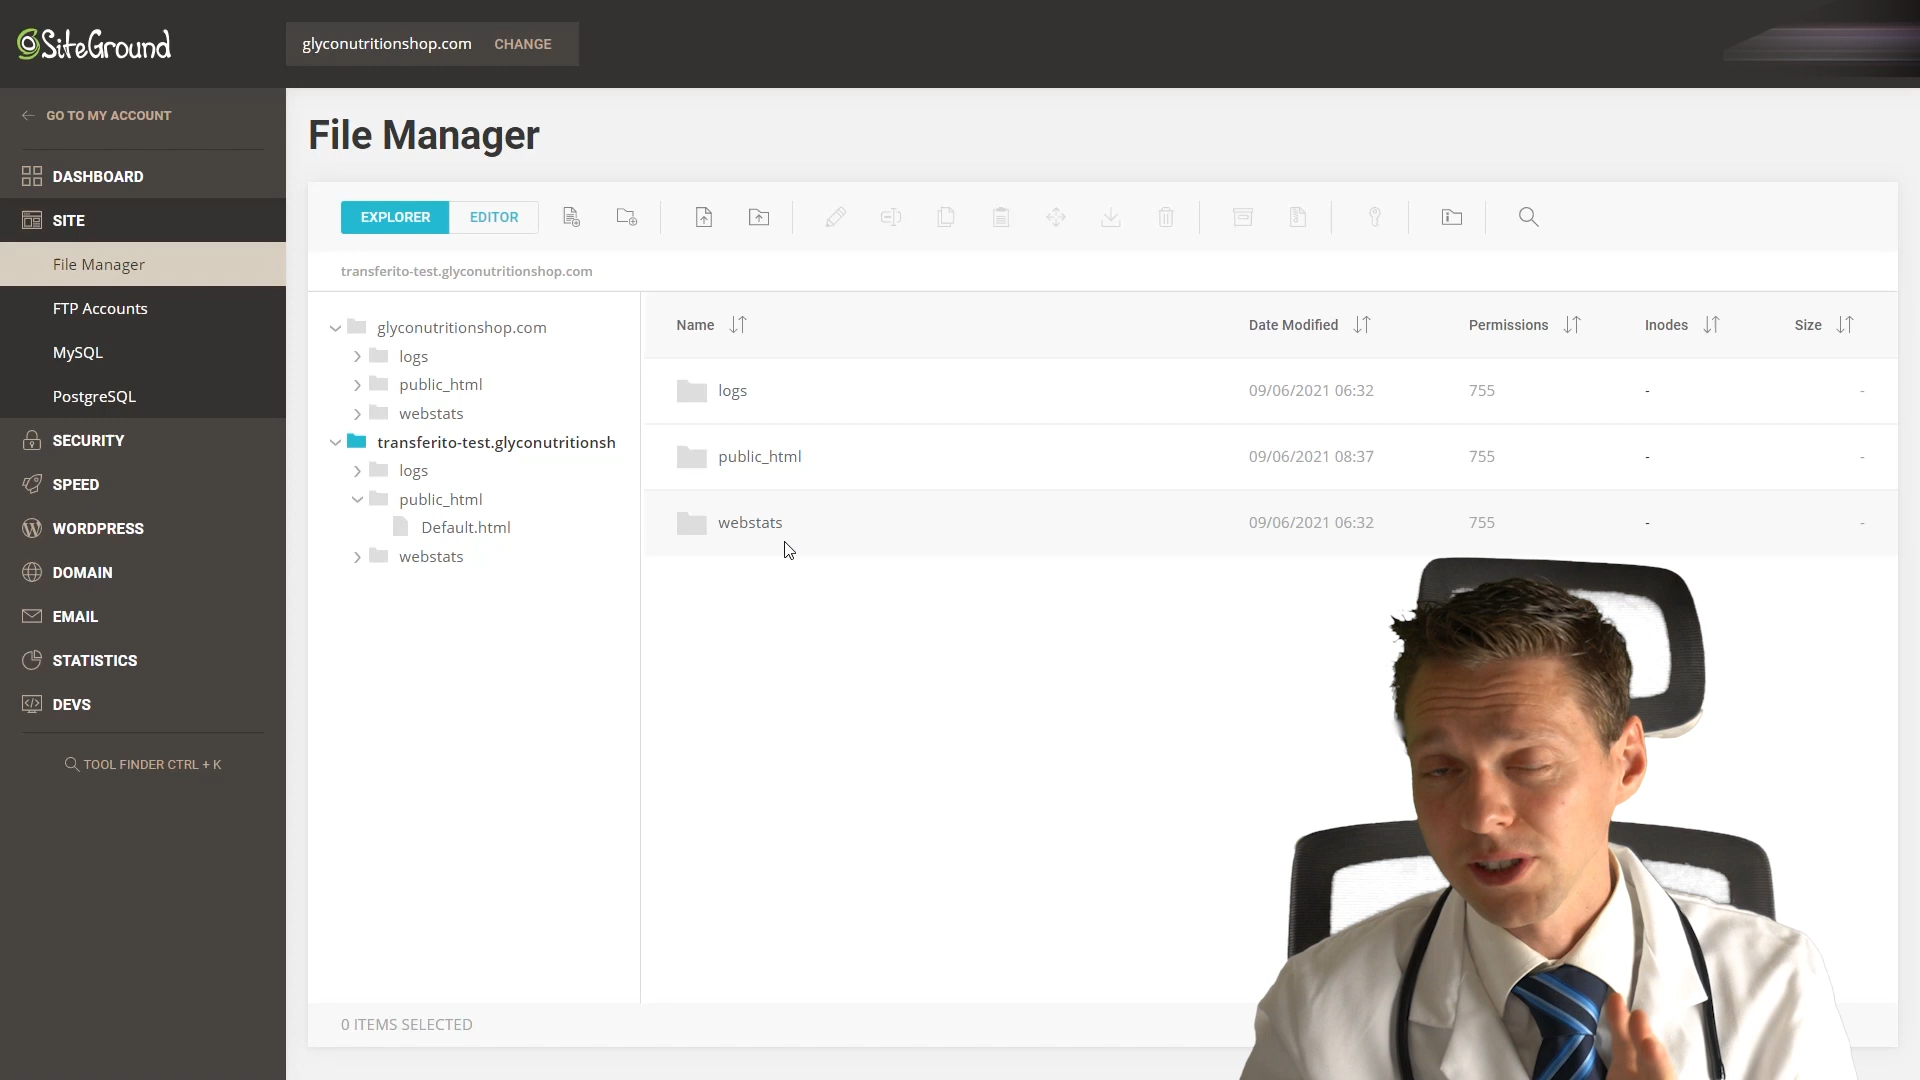 SiteGround
glyconutritionshop.com CHANGE
GO TO MY ACCOUNT
DASHBOARD
SITE
File Manager
FTP Accounts
MySQL
PostgreSQL
SECURITY
SPEED
WORDPRESS
DOMAIN
EMAIL
STATISTICS
DEVS
TOOL FINDER CTRL + K
File Manager
EXPLORER EDITOR
transferito-test.glyconutritionshop.com
glyconutritionshop.com
logs
public_html
webstats
transferito-test.glyconutritionsh
logs
public_html
Default.html
webstats
Name Date Modified Permissions Inodes Size
logs 09/06/2021 06:32 755 - -
public_html 09/06/2021 08:37 755 - -
webstats 09/06/2021 06:32 755 - -
0 ITEMS SELECTED